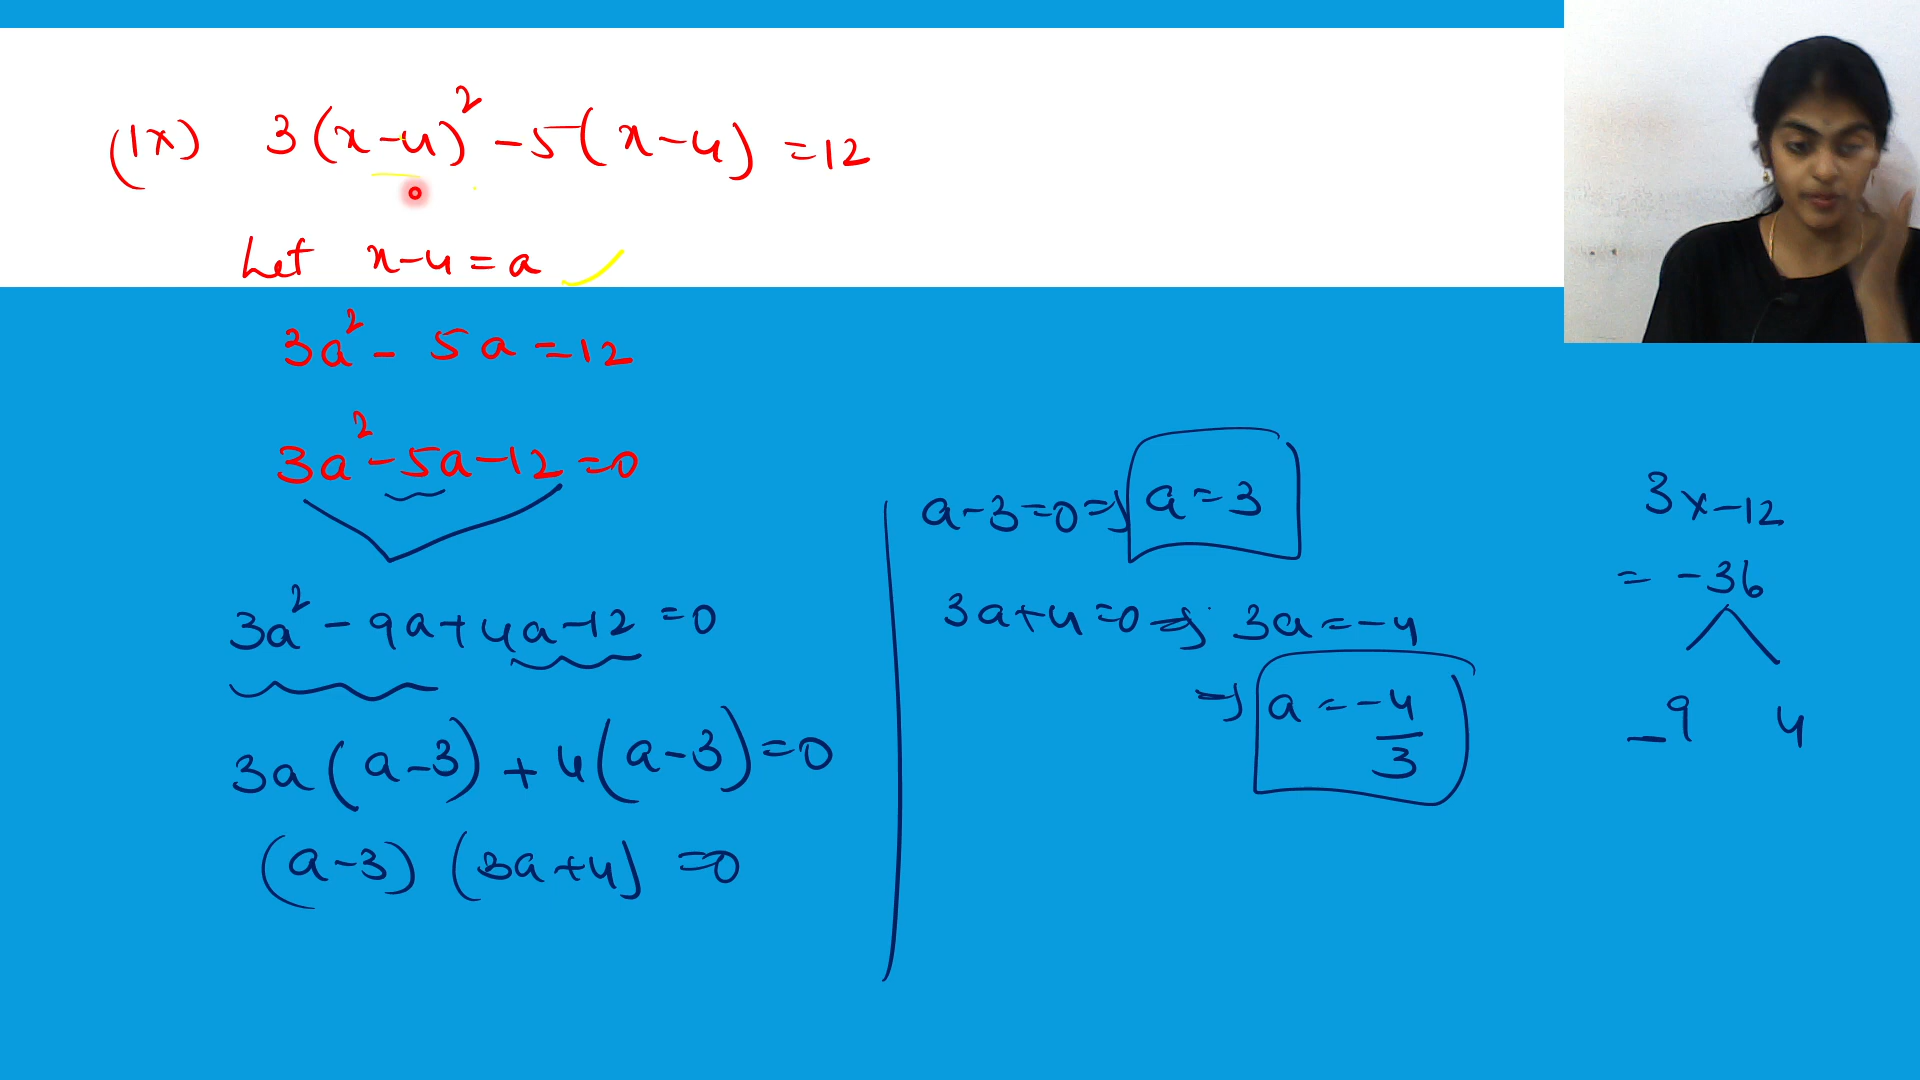 (ix) 3(x-4)² -5(x-4) =12
Let x-4=a
3a² - 5a =12
3a² -5a-12=0
3a² -9a+4a-12=0
3a(a-3)+4(a-3)=0
(a-3) (3a+4) =0
a-3=0⇒ a=3
3a+4=0⇒ 3a=-4
⇒ a=-4/3
3x-12
= -36
-9 4